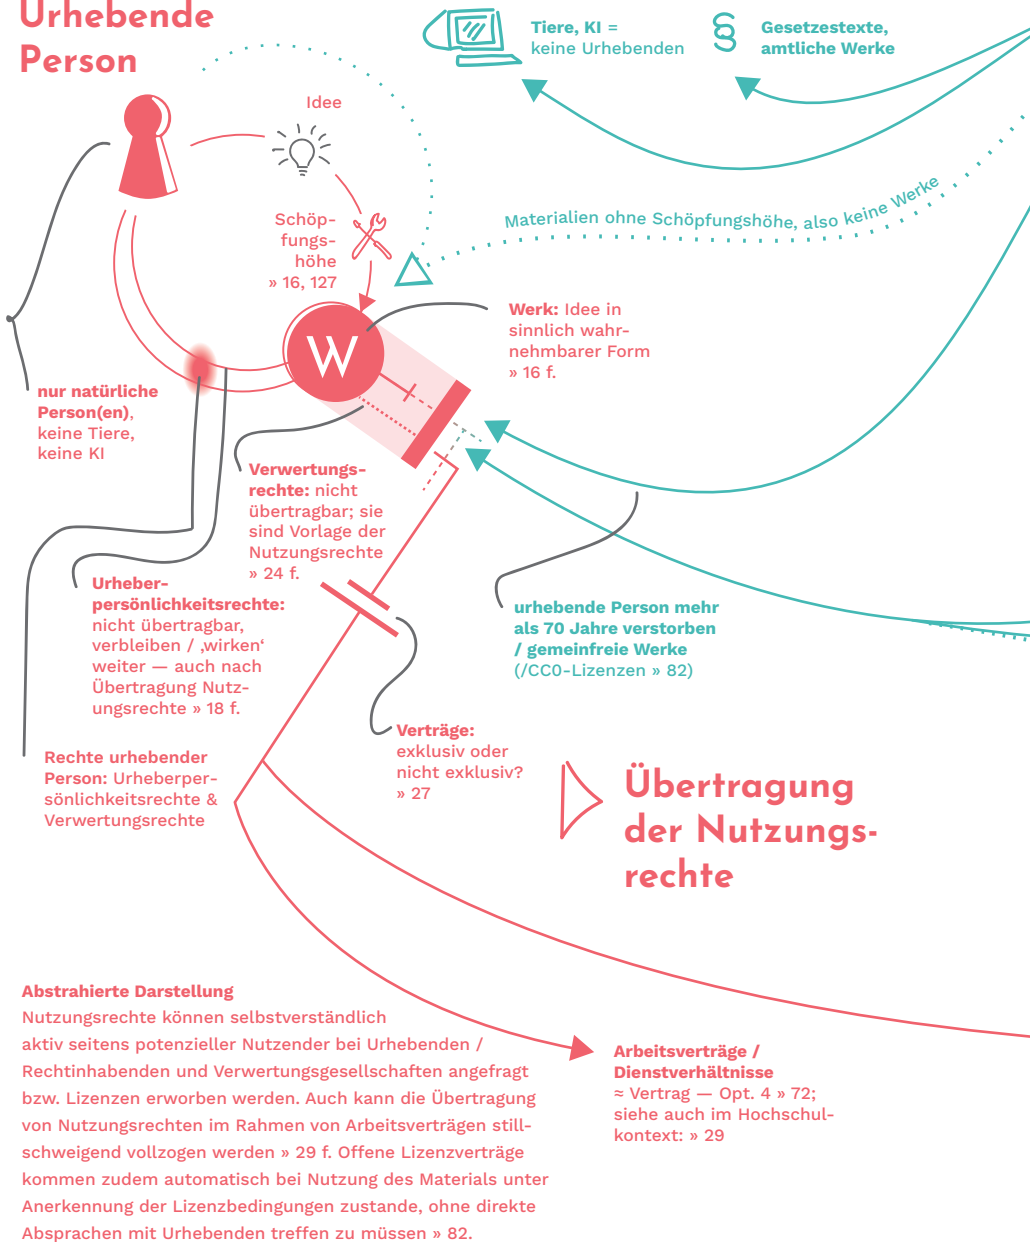 Urhebende
Person
Tiere, KI =
keine Urhebenden
Gesetzestexte,
amtliche Werke
Idee
Schöp-
fungs-
höhe
» 16, 127
Materialien ohne Schöpfungshöhe, also keine Werke
W
Werk: Idee in
sinnlich wahr-
nehmbarer Form
» 16 f.
nur natürliche
Person(en),
keine Tiere,
keine KI
Verwertungs-
rechte: nicht
übertragbar; sie
sind Vorlage der
Nutzungsrechte
» 24 f.
Urheber-
persönlichkeitsrechte:
nicht übertragbar,
verbleiben / ‚wirken‘
weiter — auch nach
Übertragung Nutz-
ungsrechte » 18 f.
urhebende Person mehr
als 70 Jahre verstorben
/ gemeinfreie Werke
(/CC0-Lizenzen » 82)
Verträge:
exklusiv oder
nicht exklusiv?
» 27
Rechte urhebender
Person: Urheberper-
sönlichkeitsrechte &
Verwertungsrechte
Übertragung
der Nutzungs-
rechte
Abstrahierte Darstellung
Nutzungsrechte können selbstverständlich
aktiv seitens potenzieller Nutzender bei Urhebenden /
Rechtinhabenden und Verwertungsgesellschaften angefragt
bzw. Lizenzen erworben werden. Auch kann die Übertragung
von Nutzungsrechten im Rahmen von Arbeitsverträgen still-
schweigend vollzogen werden » 29 f. Offene Lizenzverträge
kommen zudem automatisch bei Nutzung des Materials unter
Anerkennung der Lizenzbedingungen zustande, ohne direkte
Absprachen mit Urhebenden treffen zu müssen » 82.
Arbeitsverträge /
Dienstverhältnisse
≈ Vertrag — Opt. 4 » 72;
siehe auch im Hochschul-
kontext: » 29